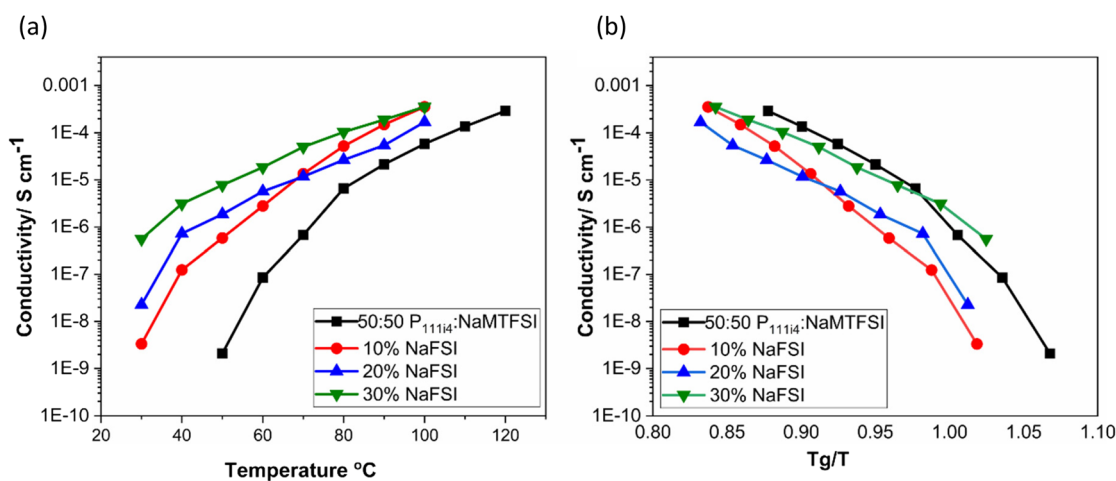 (a)
0.001
1E-4
1E-5
1E-6
1E-7
1E-8
1E-9
1E-10
Conductivity/ S cm⁻¹
20 40 60 80 100 120
Temperature ºC
50:50 P₁₁₁ᵢ₄:NaMTFSI
10% NaFSI
20% NaFSI
30% NaFSI
(b)
0.001
1E-4
1E-5
1E-6
1E-7
1E-8
1E-9
1E-10
Conductivity/ S cm⁻¹
0.80 0.85 0.90 0.95 1.00 1.05 1.10
Tg/T
50:50 P₁₁₁ᵢ₄:NaMTFSI
10% NaFSI
20% NaFSI
30% NaFSI